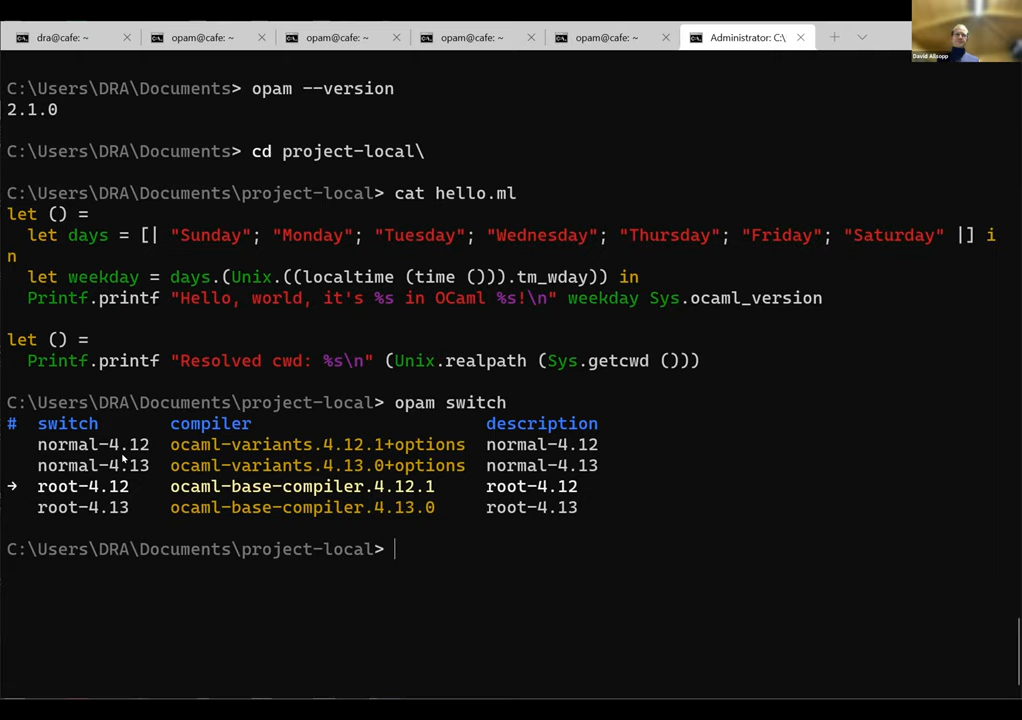 dra@cafe: ~
opam@cafe: ~
opam@cafe: ~
opam@cafe: ~
opam@cafe: ~
Administrator: C:\
David Allsopp
C:\Users\DRA\Documents> opam --version
2.1.0
C:\Users\DRA\Documents> cd project-local\
C:\Users\DRA\Documents\project-local> cat hello.ml
let () =
  let days = [| "Sunday"; "Monday"; "Tuesday"; "Wednesday"; "Thursday"; "Friday"; "Saturday" |] i
n
  let weekday = days.(Unix.((localtime (time ())).tm_wday)) in
  Printf.printf "Hello, world, it's %s in OCaml %s!\n" weekday Sys.ocaml_version
let () =
  Printf.printf "Resolved cwd: %s\n" (Unix.realpath (Sys.getcwd ()))
C:\Users\DRA\Documents\project-local> opam switch
#  switch       compiler                      description
   normal-4.12  ocaml-variants.4.12.1+options  normal-4.12
   normal-4.13  ocaml-variants.4.13.0+options  normal-4.13
→  root-4.12    ocaml-base-compiler.4.12.1     root-4.12
   root-4.13    ocaml-base-compiler.4.13.0     root-4.13
C:\Users\DRA\Documents\project-local>